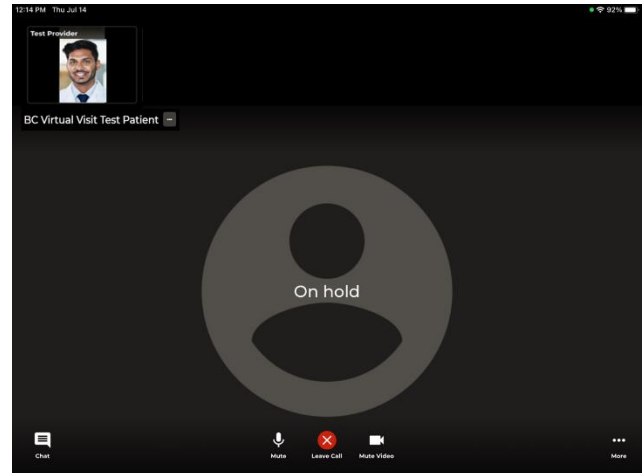 12:14 PM Thu Jul 14 92%
Test Provider
BC Virtual Visit Test Patient
On hold
Chat Mute Leave Call Mute Video More